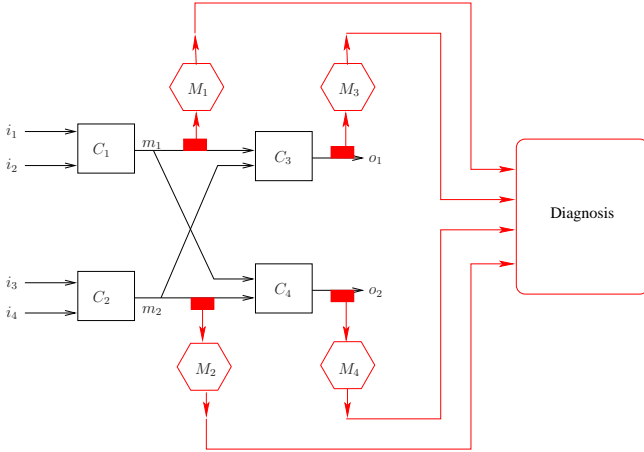 M₁
M₃
i₁
m₁
C₁
C₃
i₂
o₁
Diagnosis
i₃
C₂
C₄
o₂
i₄
m₂
M₂
M₄